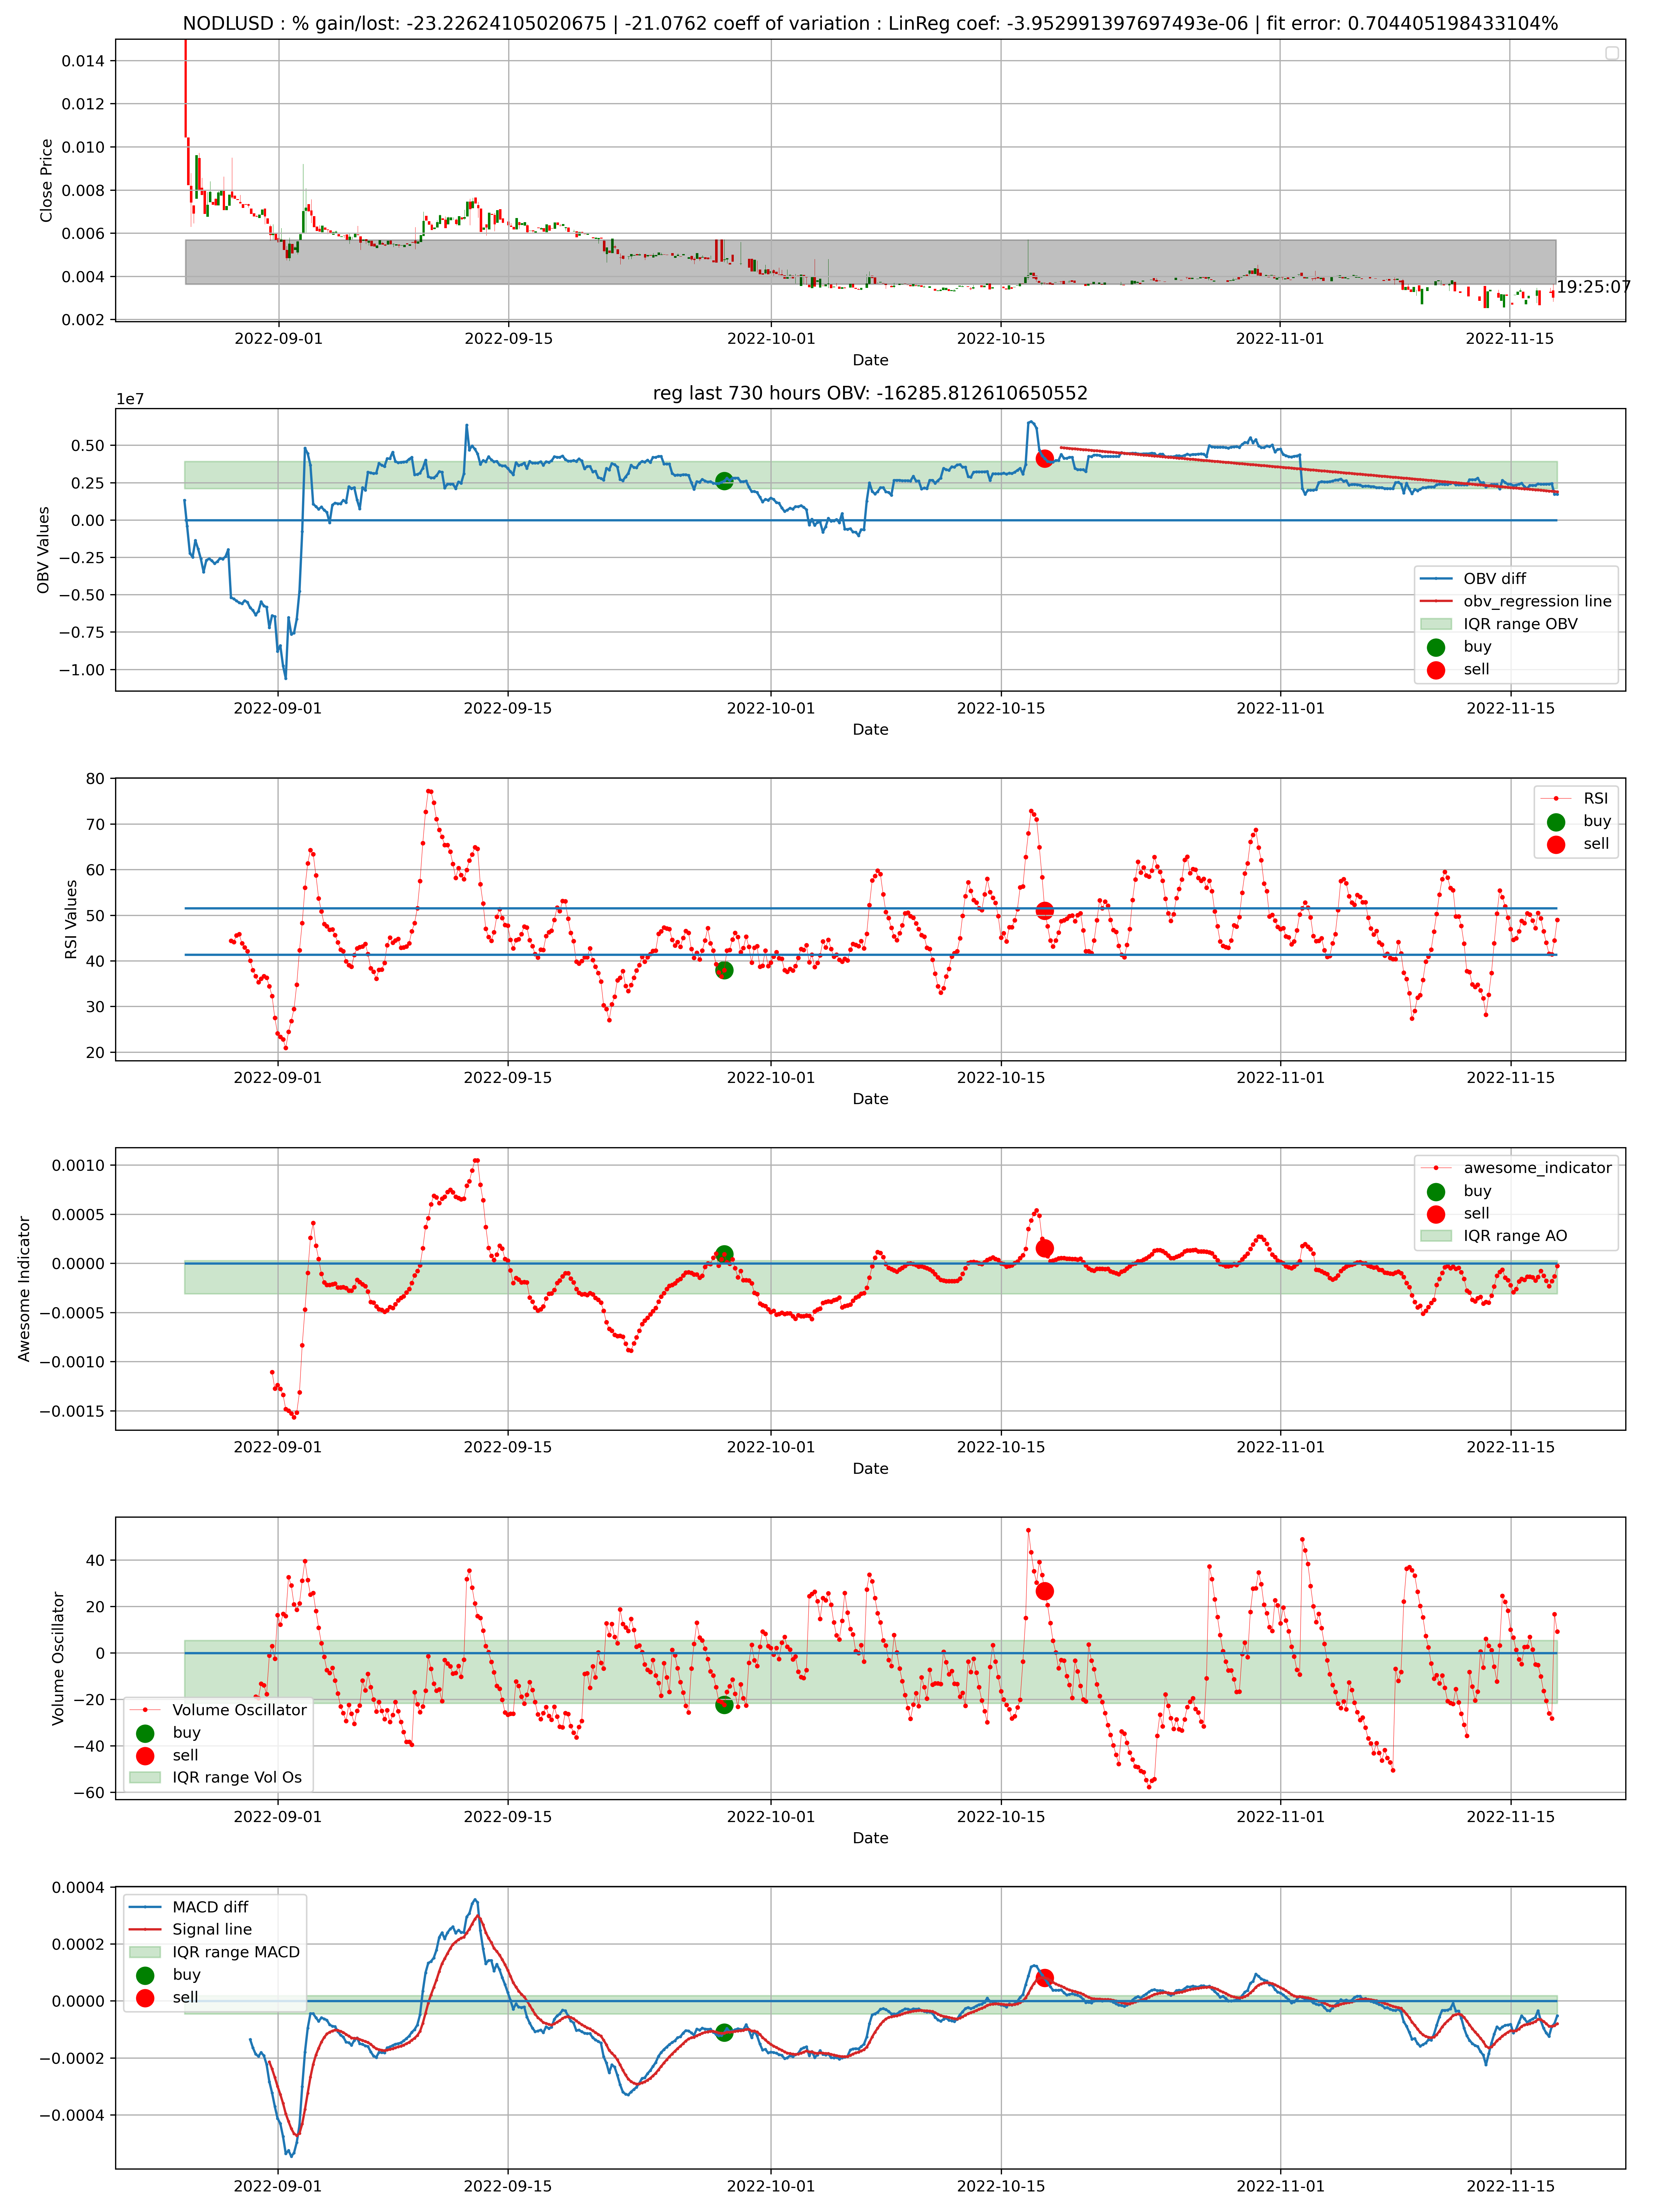 NODLUSD : % gain/lost: -23.22624105020675 | -21.0762 coeff of variation : LinReg coef: -3.952991397697493e-06 | fit error: 0.704405198433104%
0.014
0.012
0.010
0.008
0.006
0.004
0.002
Close Price
19:25:07
2022-09-01 2022-09-15 2022-10-01 2022-10-15 2022-11-01 2022-11-15
Date
reg last 730 hours OBV: -16285.812610650552
1e7
0.50
0.25
0.00
−0.25
−0.50
−0.75
−1.00
OBV Values
OBV diff
obv_regression line
IQR range OBV
buy
sell
2022-09-01 2022-09-15 2022-10-01 2022-10-15 2022-11-01 2022-11-15
Date
80
70
60
50
40
30
20
RSI Values
RSI
buy
sell
2022-09-01 2022-09-15 2022-10-01 2022-10-15 2022-11-01 2022-11-15
Date
0.0010
0.0005
0.0000
−0.0005
−0.0010
−0.0015
Awesome Indicator
awesome_indicator
buy
sell
IQR range AO
2022-09-01 2022-09-15 2022-10-01 2022-10-15 2022-11-01 2022-11-15
Date
40
20
0
−20
−40
−60
Volume Oscillator
Volume Oscillator
buy
sell
IQR range Vol Os
2022-09-01 2022-09-15 2022-10-01 2022-10-15 2022-11-01 2022-11-15
Date
0.0004
0.0002
0.0000
−0.0002
−0.0004
MACD diff
Signal line
IQR range MACD
buy
sell
2022-09-01 2022-09-15 2022-10-01 2022-10-15 2022-11-01 2022-11-15